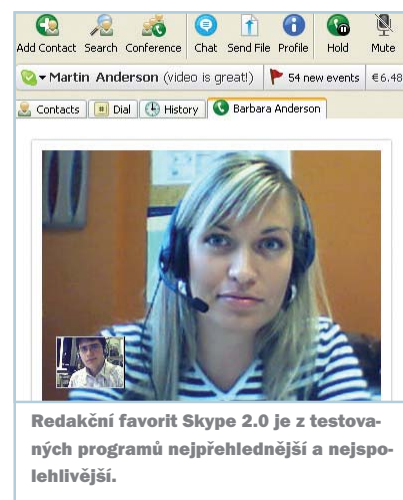 Add Contact Search Conference Chat Send File Profile Hold Mute
Martin Anderson (video is great!) 54 new events €6.48
Contacts Dial History Barbara Anderson
Redakční favorit Skype 2.0 je z testova-
ných programů nejpřehlednější a nejspo-
lehlivější.